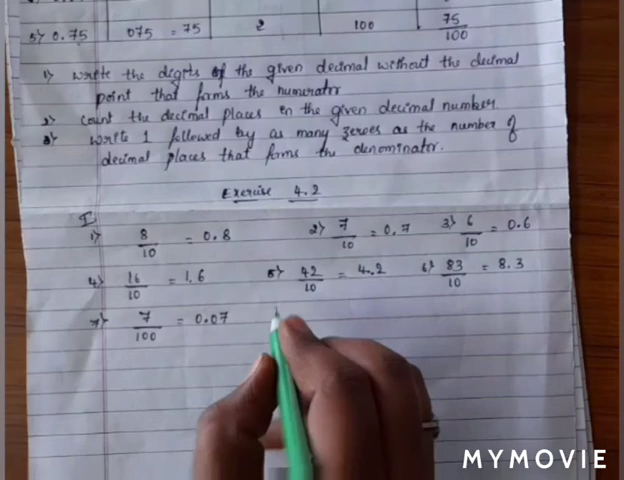 5) 0.75 075 = 75 2 100 75/100
1) write the digits of the given decimal without the decimal
point that forms the numerator
2) count the decimal places in the given decimal number
3) write 1 followed by as many zeroes as the number of
decimal places that forms the denominator.
Exercise 4.2
I
1) 8/10 = 0.8 2) 7/10 = 0.7 3) 6/10 = 0.6
4) 16/10 = 1.6 5) 42/10 = 4.2 6) 83/10 = 8.3
7) 7/100 = 0.07
MYMOVIE